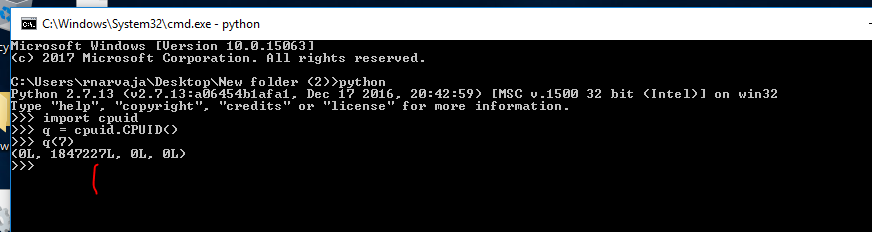 C:\Windows\System32\cmd.exe - python
Microsoft Windows [Version 10.0.15063]
(c) 2017 Microsoft Corporation. All rights reserved.
C:\Users\rnarvaja\Desktop\New folder (2)>python
Python 2.7.13 (v2.7.13:a06454b1afa1, Dec 17 2016, 20:42:59) [MSC v.1500 32 bit (Intel)] on win32
Type "help", "copyright", "credits" or "license" for more information.
>>> import cpuid
>>> q = cpuid.CPUID()
>>> q(7)
(0L, 1847227L, 0L, 0L)
>>>